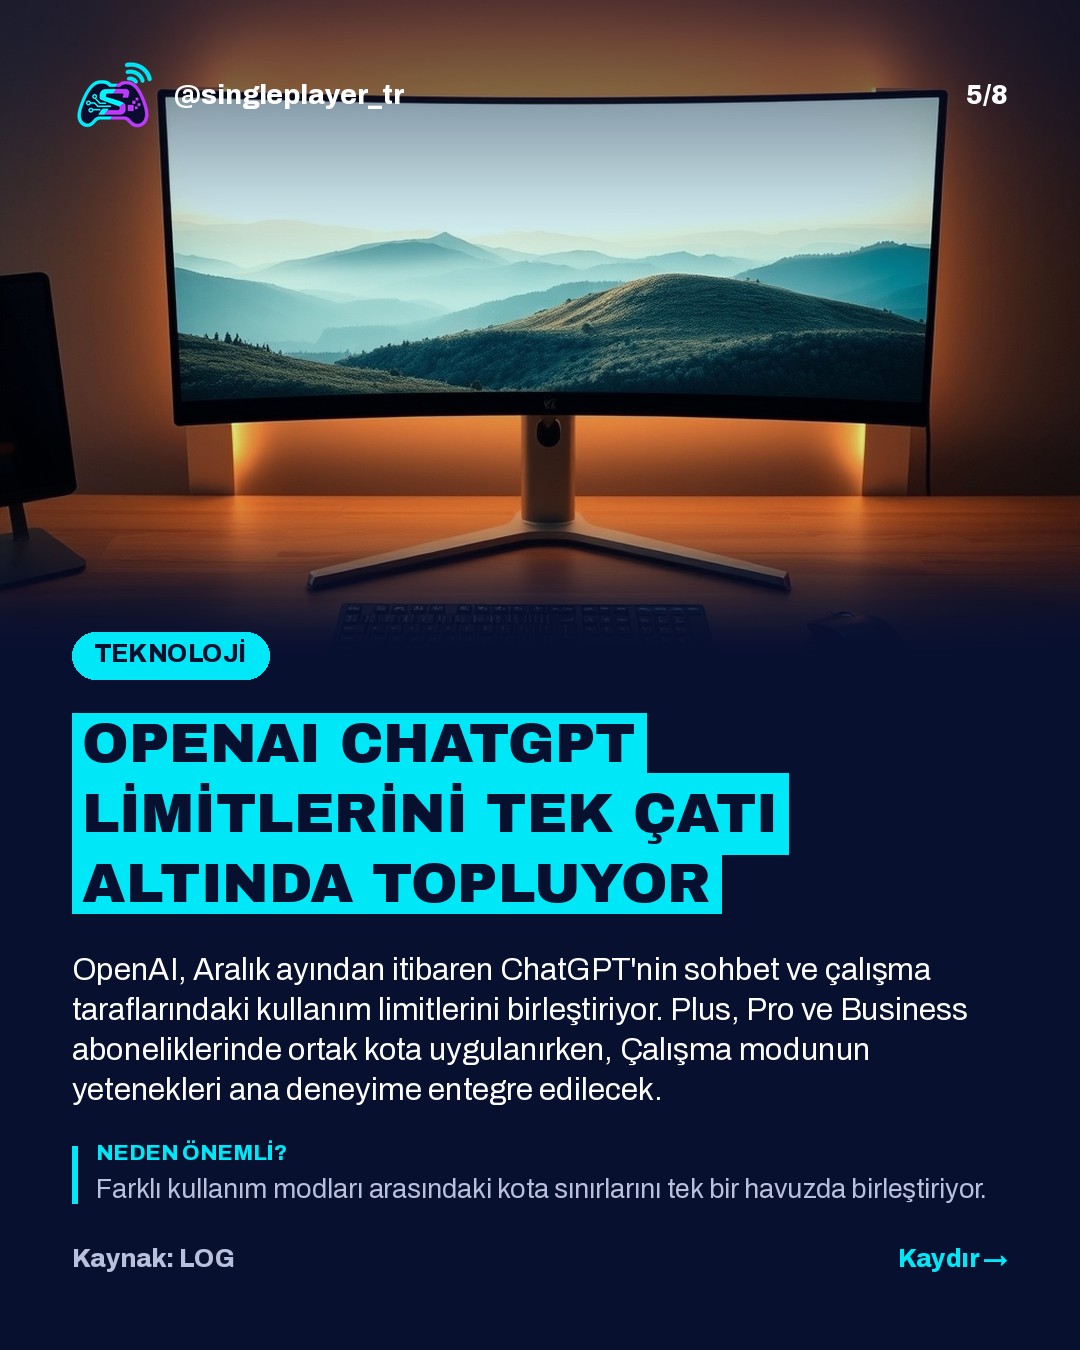 @singleplayer_tr
5/8
TEKNOLOJİ
OPENAI CHATGPT
LİMİTLERİNİ TEK ÇATI
ALTINDA TOPLUYOR
OpenAI, Aralık ayından itibaren ChatGPT'nin sohbet ve çalışma
taraflarındaki kullanım limitlerini birleştiriyor. Plus, Pro ve Business
aboneliklerinde ortak kota uygulanırken, Çalışma modunun
yetenekleri ana deneyime entegre edilecek.
NEDEN ÖNEMLİ?
Farklı kullanım modları arasındaki kota sınırlarını tek bir havuzda birleştiriyor.
Kaynak: LOG
Kaydır→